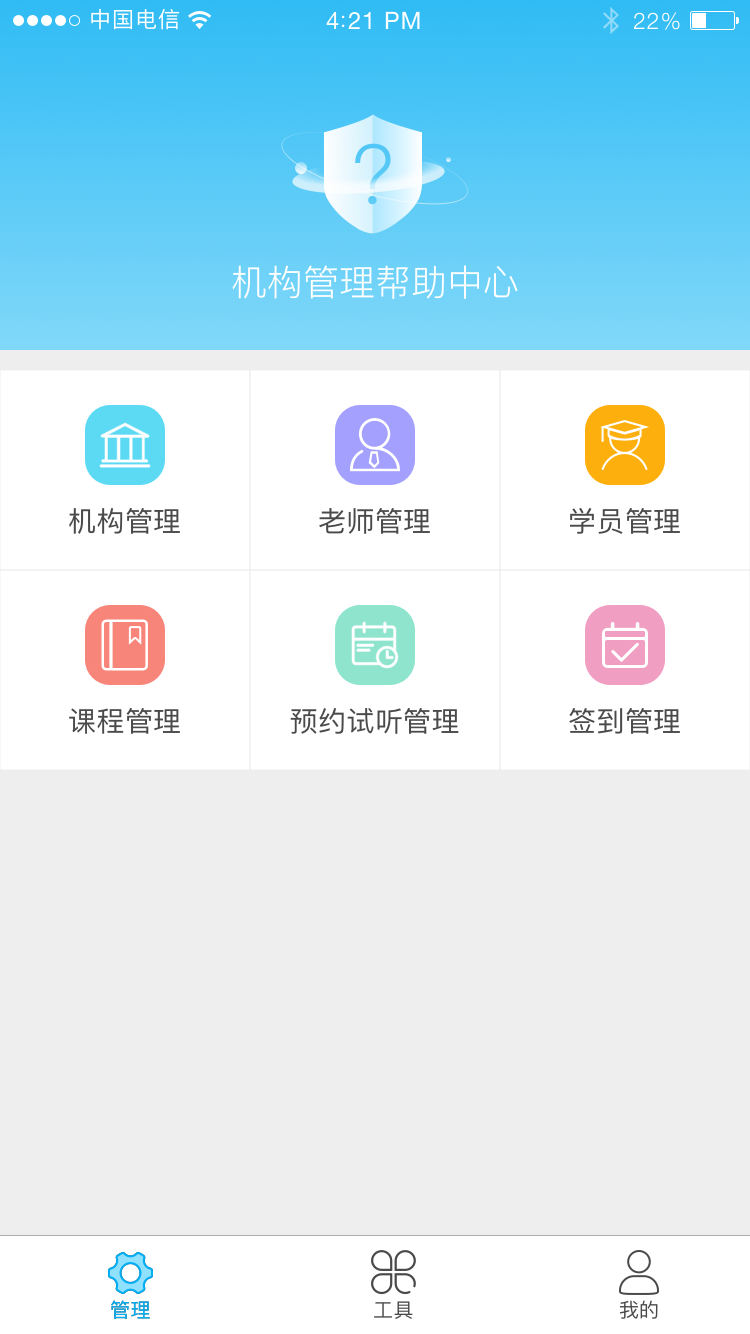 中国电信 4:21 PM 22%
?
机构管理帮助中心
机构管理 老师管理 学员管理
课程管理 预约试听管理 签到管理
管理 工具 我的